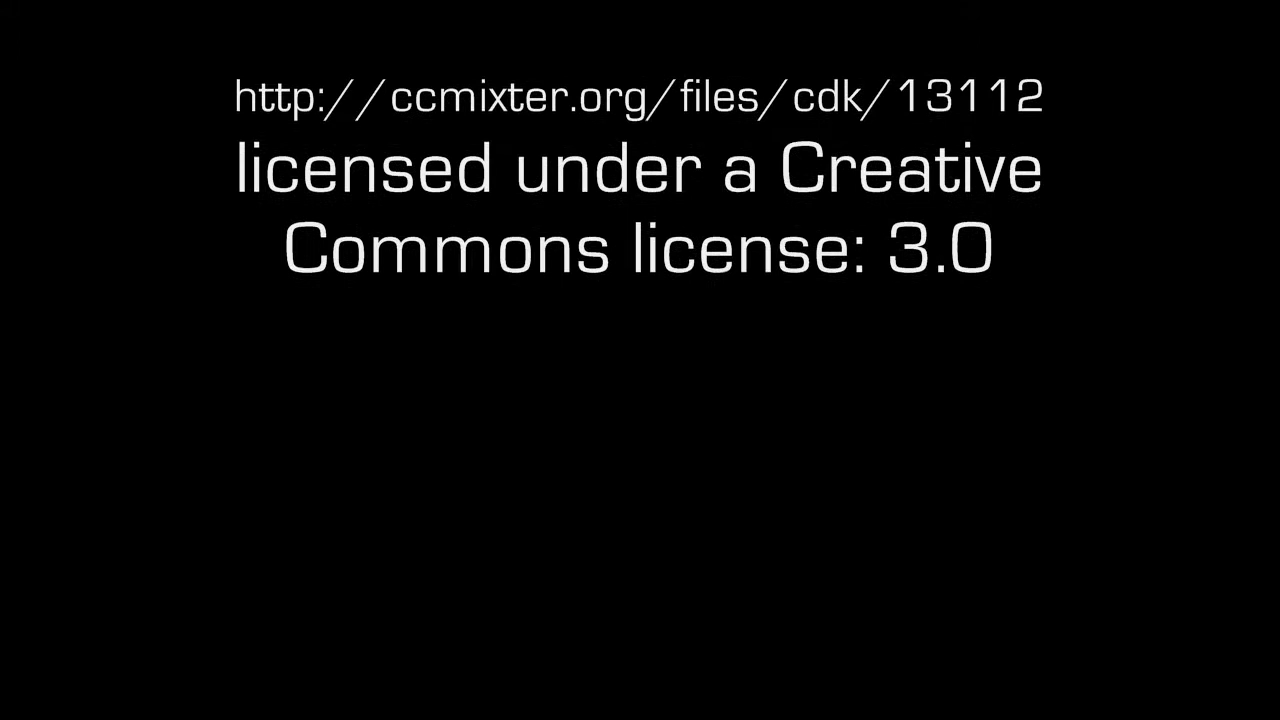 http://ccmixter.org/files/cdk/13112
licensed under a Creative
Commons license: 3.0